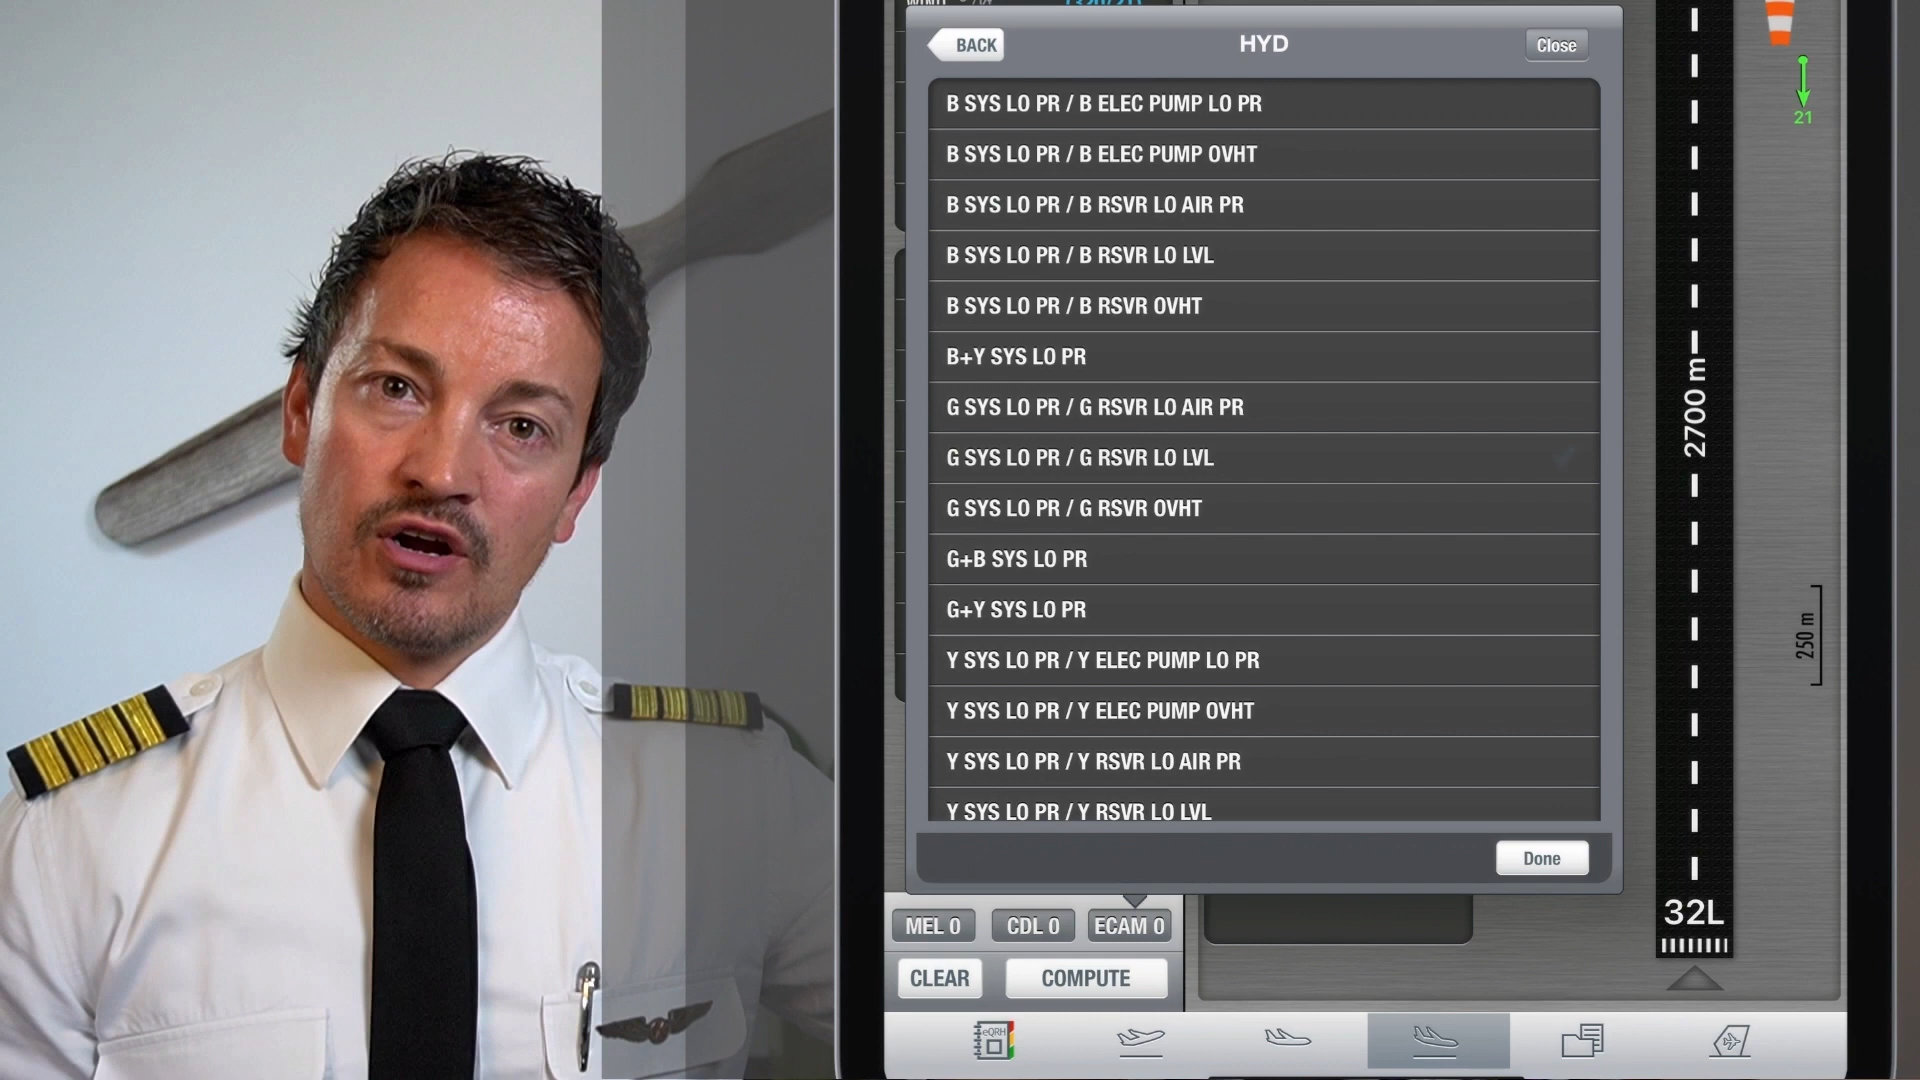 BACK
HYD
Close
B SYS LO PR / B ELEC PUMP LO PR
B SYS LO PR / B ELEC PUMP OVHT
B SYS LO PR / B RSVR LO AIR PR
B SYS LO PR / B RSVR LO LVL
B SYS LO PR / B RSVR OVHT
B+Y SYS LO PR
G SYS LO PR / G RSVR LO AIR PR
G SYS LO PR / G RSVR LO LVL
G SYS LO PR / G RSVR OVHT
G+B SYS LO PR
G+Y SYS LO PR
Y SYS LO PR / Y ELEC PUMP LO PR
Y SYS LO PR / Y ELEC PUMP OVHT
Y SYS LO PR / Y RSVR LO AIR PR
Y SYS LO PR / Y RSVR LO LVL
Done
MEL 0
CDL 0
ECAM 0
CLEAR
COMPUTE
eQRH
21
2700 m
250 m
32L